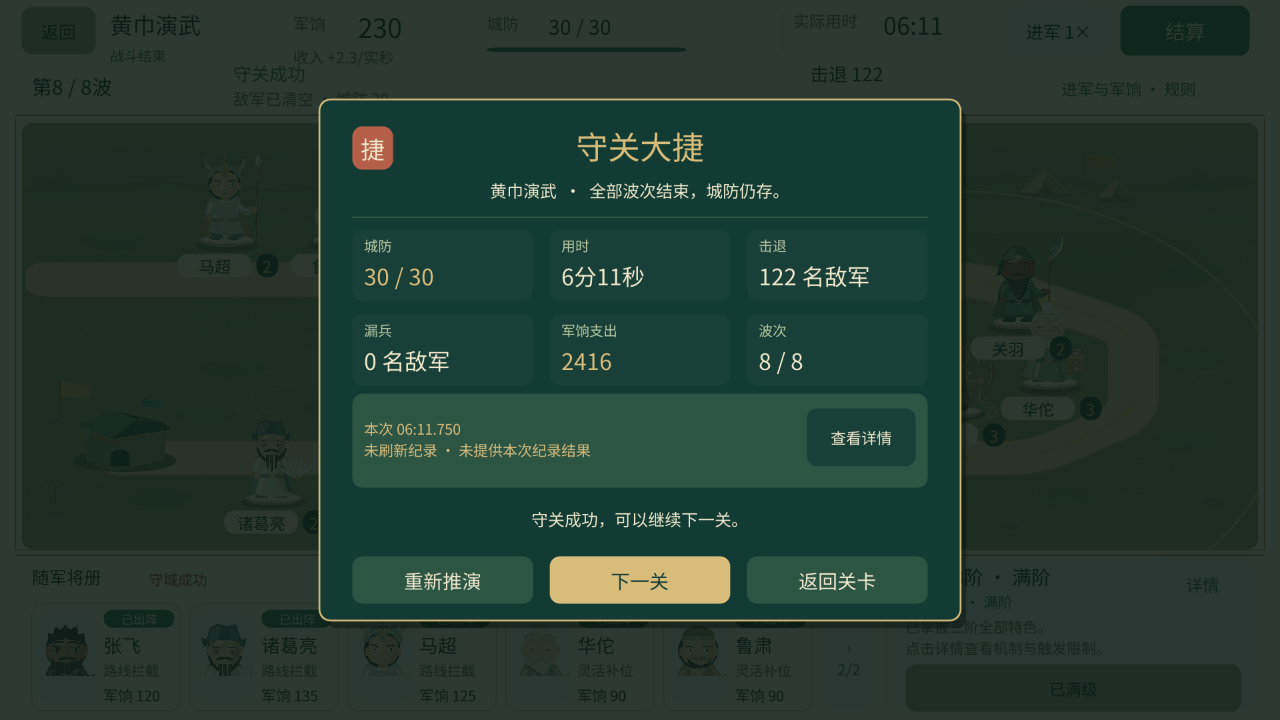 返回
黄巾演武
战斗结束
军饷
230
收入 +2.3/实秒
城防
30 / 30
实际用时
06:11
进军 1×
结算
第8 / 8波
守关成功
敌军已清空
击退 122
进军与军饷 · 规则
捷
守关大捷
黄巾演武 · 全部波次结束，城防仍存。
城防
30 / 30
用时
6分11秒
击退
122 名敌军
漏兵
0 名敌军
军饷支出
2416
波次
8 / 8
本次 06:11.750
未刷新纪录 · 未提供本次纪录结果
查看详情
守关成功，可以继续下一关。
重新推演
下一关
返回关卡
马超 2
关羽 2
华佗 3
3
诸葛亮 2
随军将册
守城成功
已出阵
张飞
路线拦截
军饷 120
已出阵
诸葛亮
路线拦截
军饷 135
马超
路线拦截
军饷 125
华佗
灵活补位
军饷 90
鲁肃
灵活补位
军饷 90
›
2/2
阶 · 满阶
· 满阶
详情
已掌握三阶全部特色。
点击详情查看机制与触发限制。
已满级